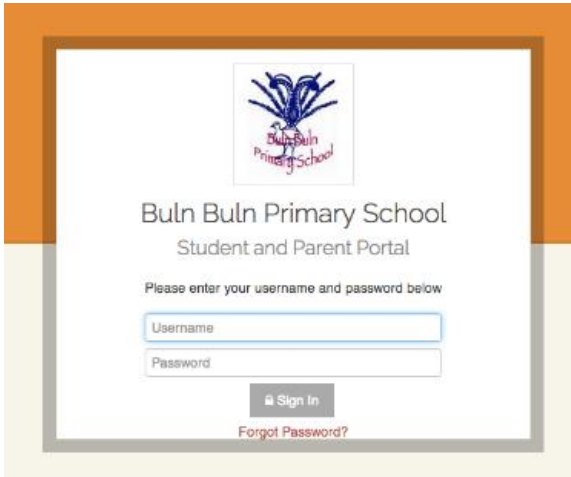 Buln Buln
Primary School
Buln Buln Primary School
Student and Parent Portal
Please enter your username and password below
Username
Password
Sign In
Forgot Password?